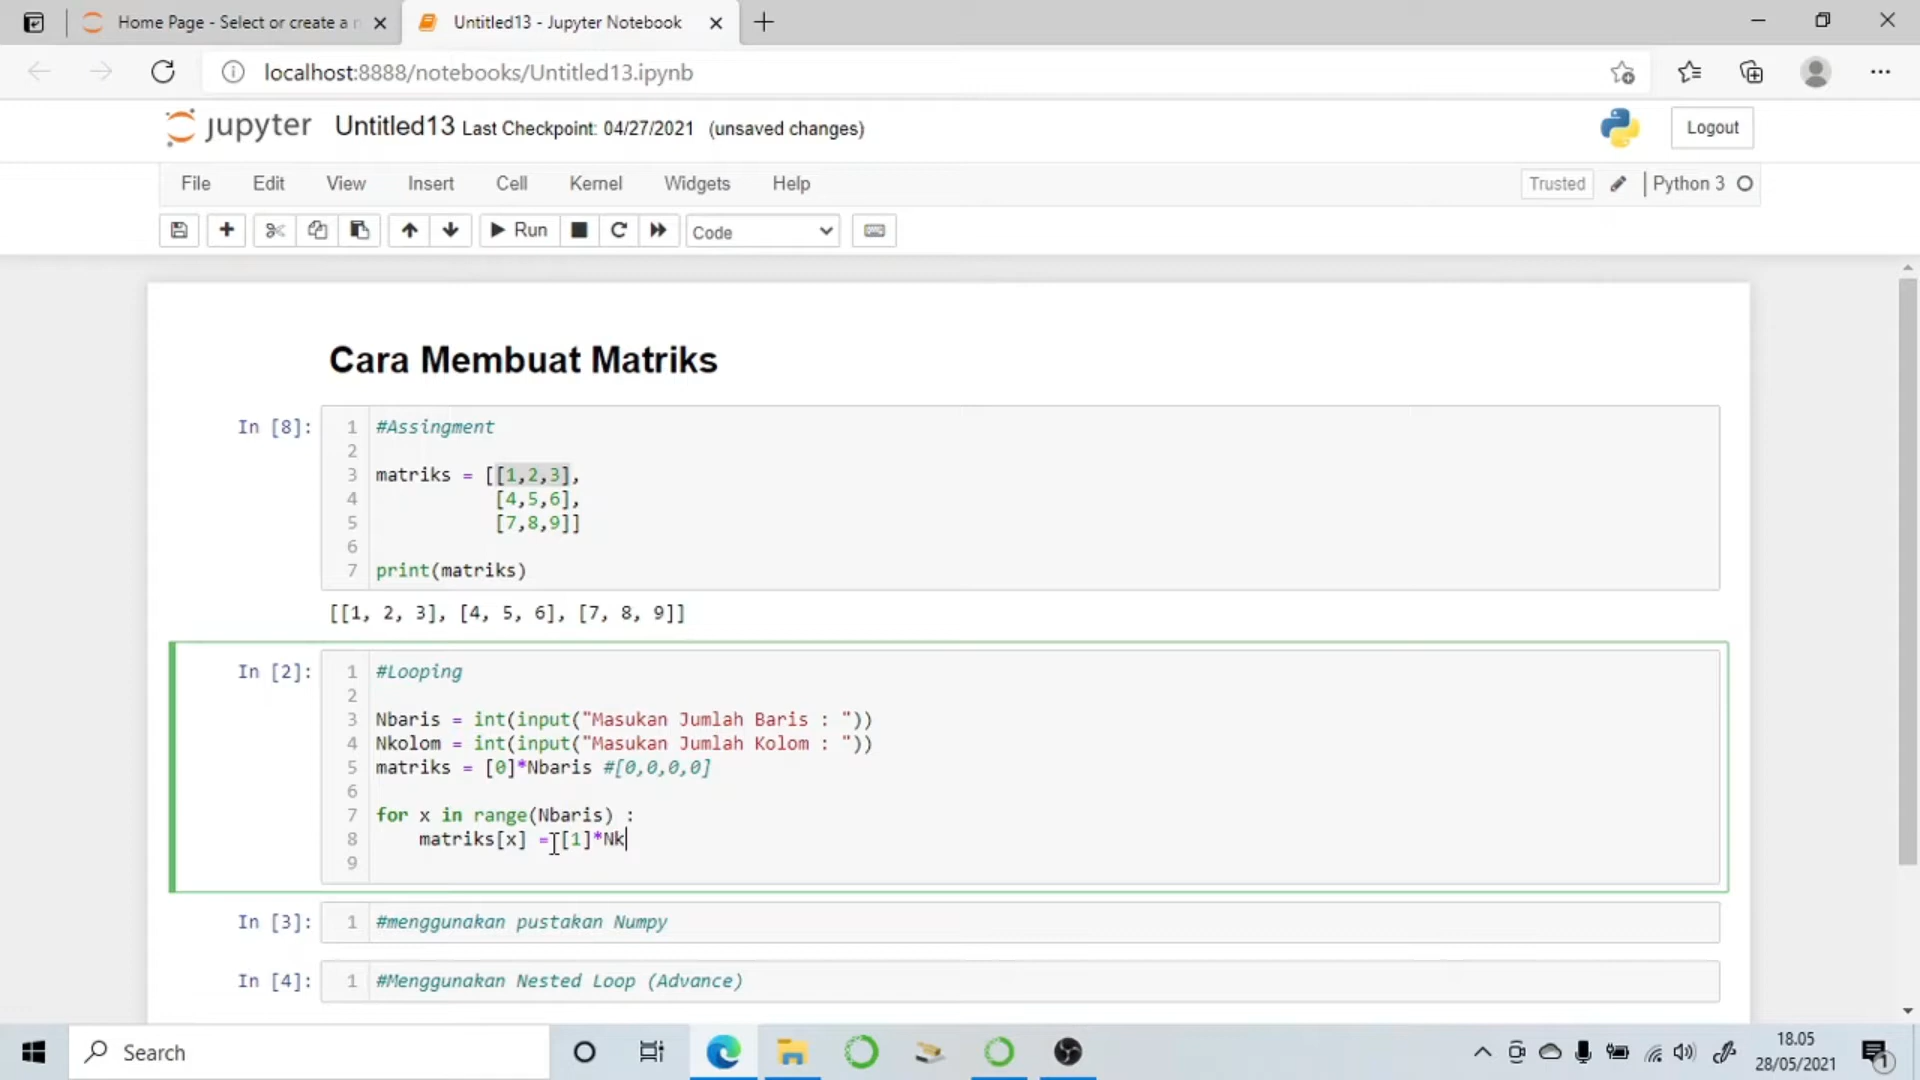 Home Page - Select or create a n
Untitled13 - Jupyter Notebook
localhost:8888/notebooks/Untitled13.ipynb
jupyter Untitled13 Last Checkpoint: 04/27/2021 (unsaved changes)
Logout
File Edit View Insert Cell Kernel Widgets Help
Trusted Python 3
Run Code
Cara Membuat Matriks
In [8]:
1 #Assingment
2
3 matriks = [[1,2,3],
4 [4,5,6],
5 [7,8,9]]
6
7 print(matriks)
[[1, 2, 3], [4, 5, 6], [7, 8, 9]]
In [2]:
1 #Looping
2
3 Nbaris = int(input("Masukan Jumlah Baris : "))
4 Nkolom = int(input("Masukan Jumlah Kolom : "))
5 matriks = [0]*Nbaris #[0,0,0,0]
6
7 for x in range(Nbaris) :
8 matriks[x] = [1]*Nk
9
In [3]:
1 #menggunakan pustakan Numpy
In [4]:
1 #Menggunakan Nested Loop (Advance)
Search
18.05
28/05/2021
1